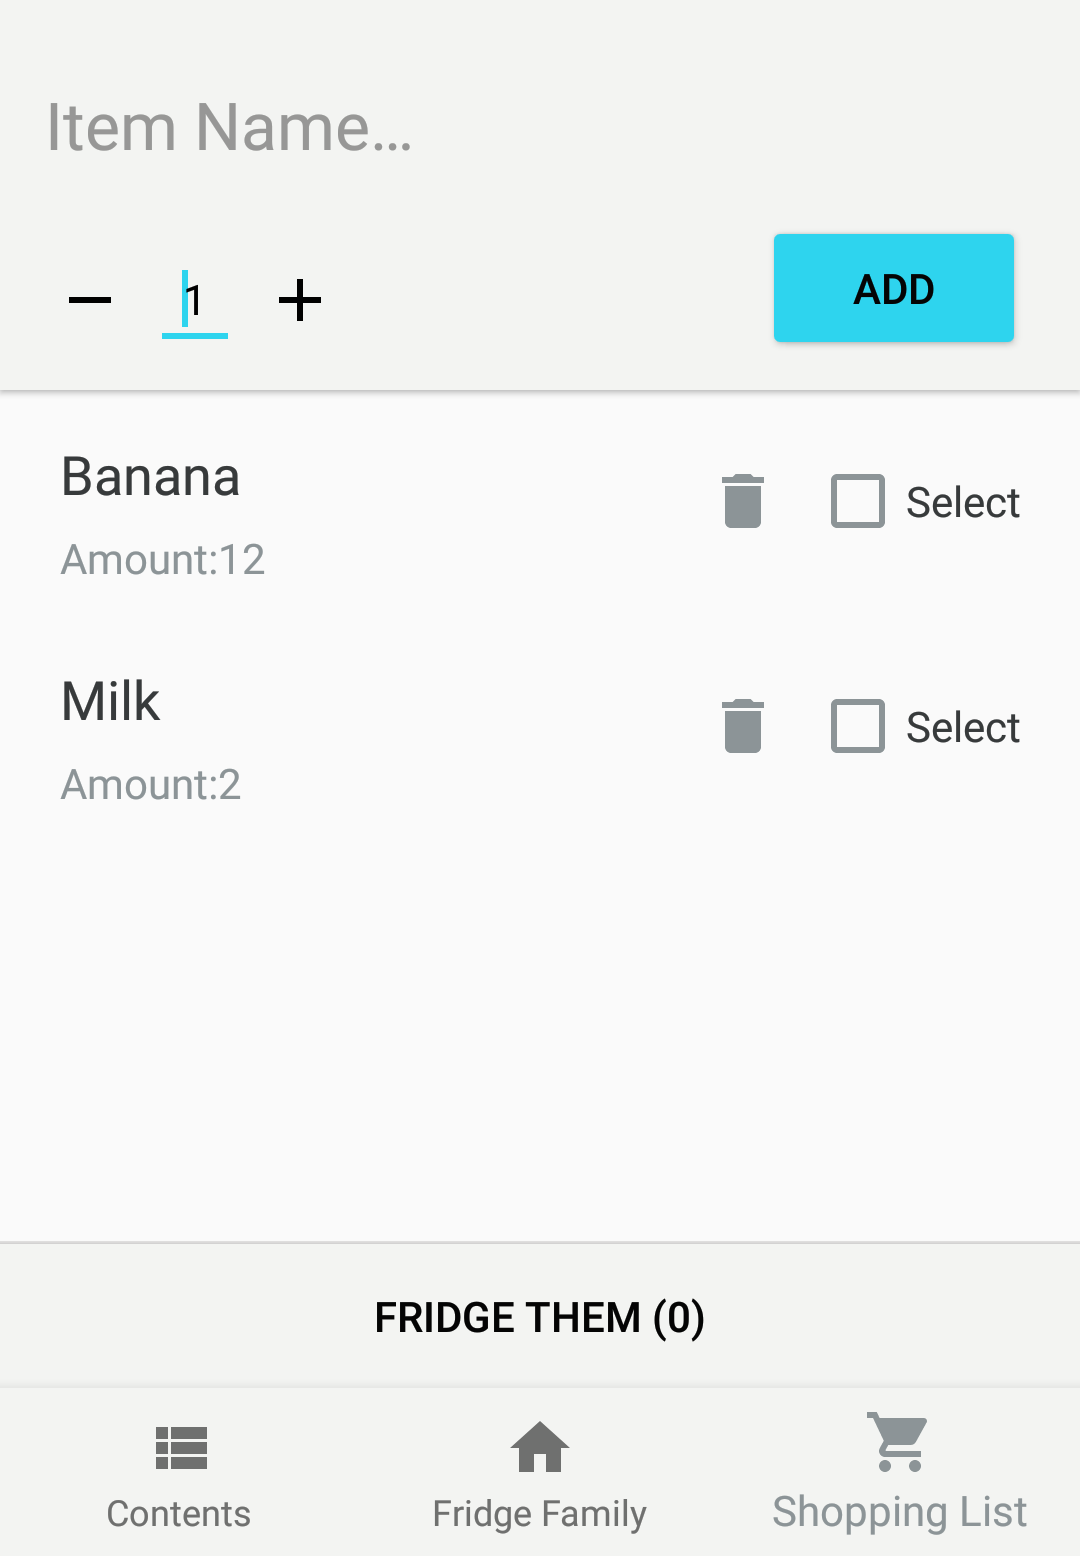 Item Name...
1
ADD
Banana
Select
Amount:12
Milk
Select
Amount:2
FRIDGE THEM (0)
Contents
Fridge Family
Shopping List